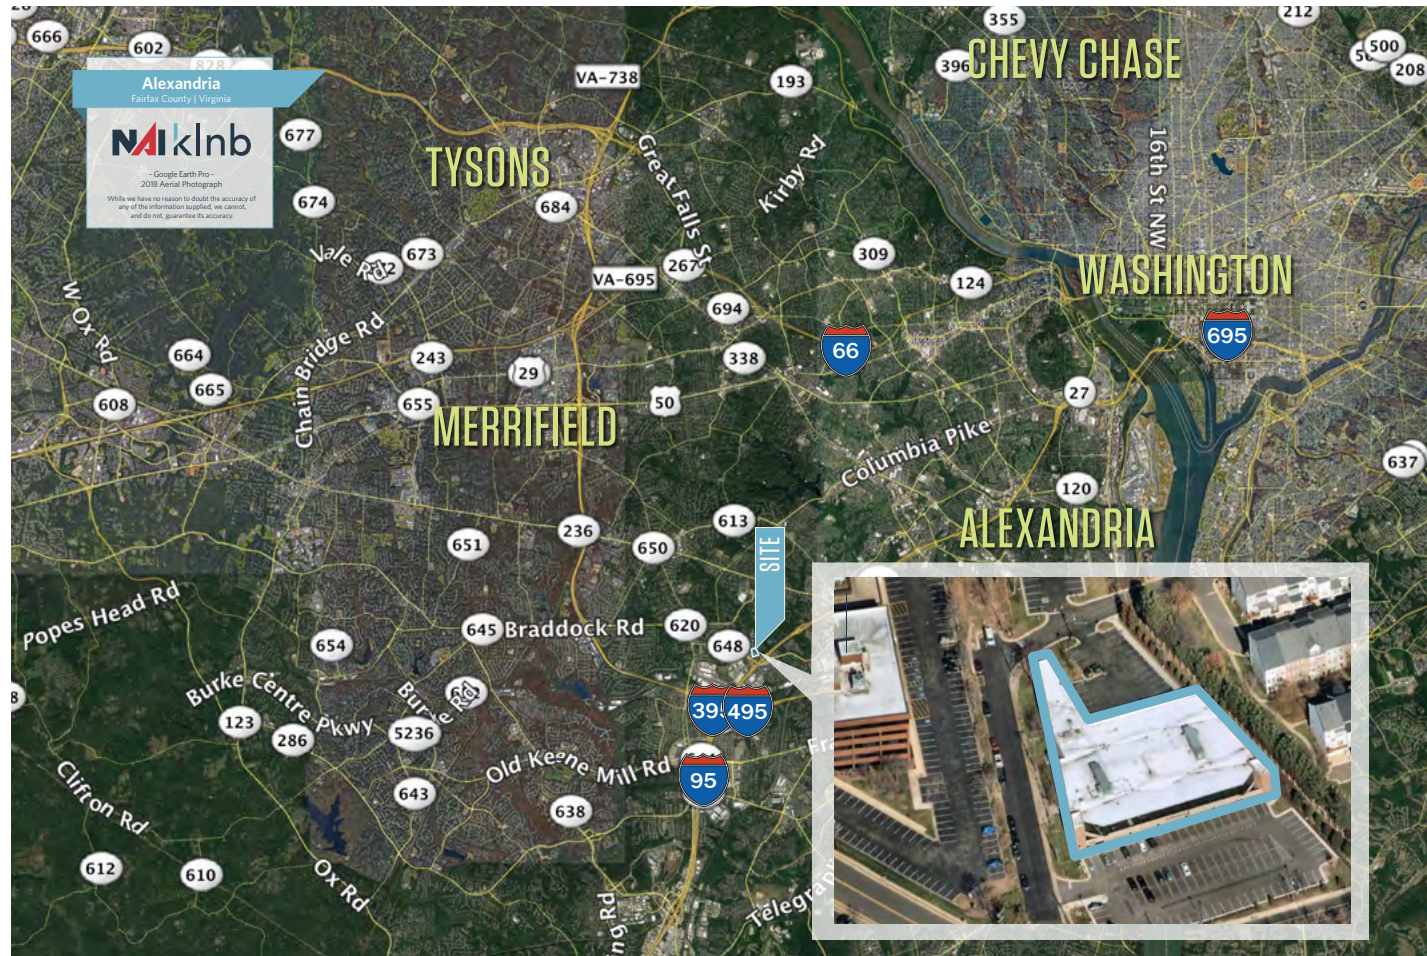 355
212
666
602
828
396
CHEVY CHASE
500
208
VA-738
193
Alexandria
Fairfax County | Virginia
NAI klnb
- Google Earth Pro -
2018 Aerial Photograph
While we have no reason to doubt the accuracy of
any of the information supplied, we cannot,
and do not, guarantee its accuracy.
677
TYSONS
Great Falls St
Kirby Rd
16th St NW
674
684
Vale Rd
673
VA-695
267
309
124
WASHINGTON
W Ox Rd
Chain Bridge Rd
694
66
695
664
243
29
338
665
608
655
50
27
MERRIFIELD
Columbia Pike
637
120
613
ALEXANDRIA
651
236
650
SITE
Popes Head Rd
654
645
Braddock Rd
620
648
Burke Centre Pkwy
Burke Rd
123
286
5236
395
495
Old Keene Mill Rd
95
Clifton Rd
643
638
612
610
Ox Rd